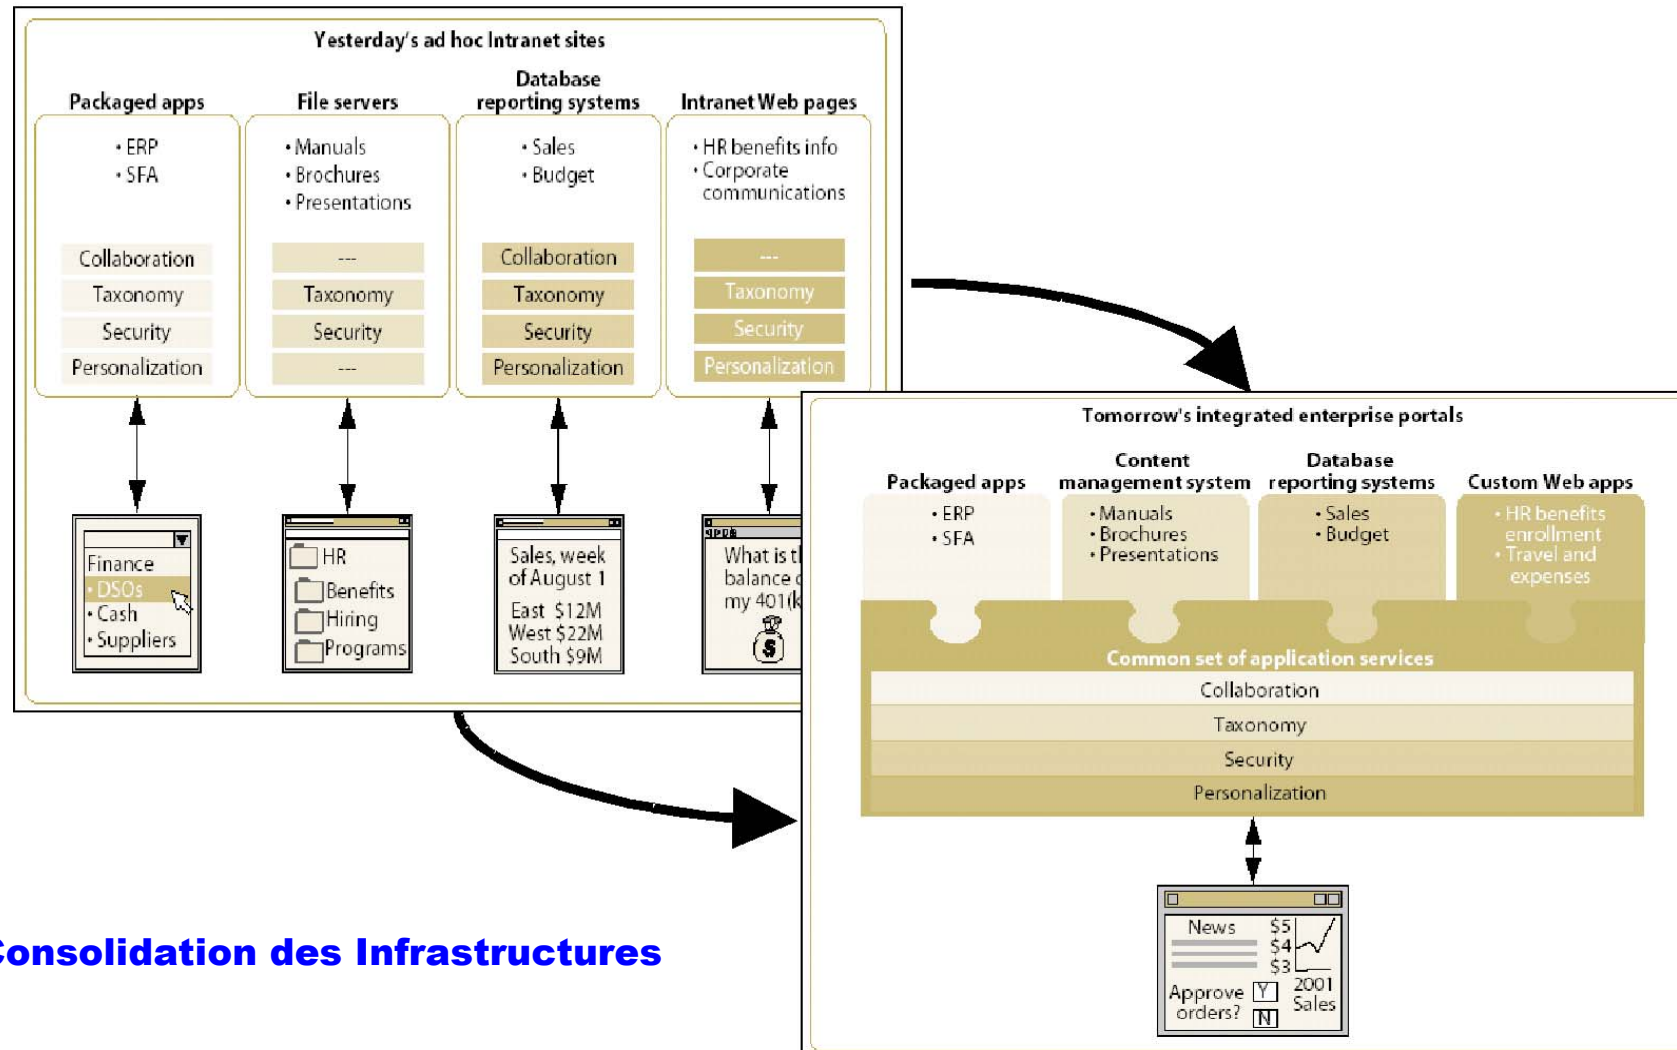 Yesterday's ad hoc Intranet sites
Packaged apps
• ERP
• SFA
Collaboration
Taxonomy
Security
Personalization
File servers
• Manuals
• Brochures
• Presentations
---
Taxonomy
Security
---
Database
reporting systems
• Sales
• Budget
Collaboration
Taxonomy
Security
Personalization
Intranet Web pages
• HR benefits info
• Corporate
communications
---
Taxonomy
Security
Personalization
Finance
• DSOs
• Cash
• Suppliers
HR
Benefits
Hiring
Programs
Sales, week
of August 1
East $12M
West $22M
South $9M
What is th
balance o
my 401(k
$
Tomorrow's integrated enterprise portals
Packaged apps
• ERP
• SFA
Content
management system
• Manuals
• Brochures
• Presentations
Database
reporting systems
• Sales
• Budget
Custom Web apps
• HR benefits
enrollment
• Travel and
expenses
Common set of application services
Collaboration
Taxonomy
Security
Personalization
News
$5
$4
$3
2001
Sales
Approve
orders?
Y
N
Consolidation des Infrastructures